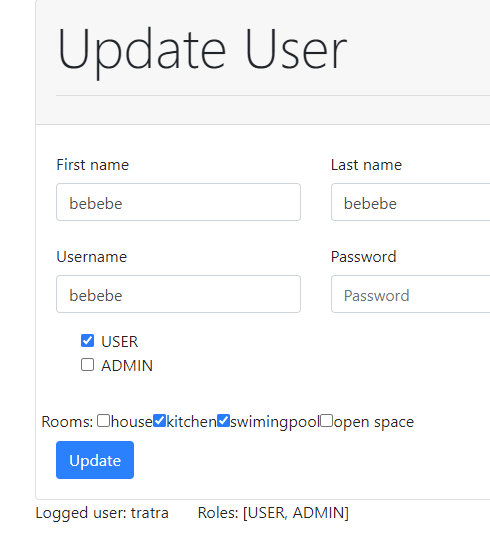 Update User
First name Last name
bebebe bebebe
Username Password
bebebe Password
USER
ADMIN
Rooms: house kitchen swimingpool open space
Update
Logged user: tratra Roles: [USER, ADMIN]